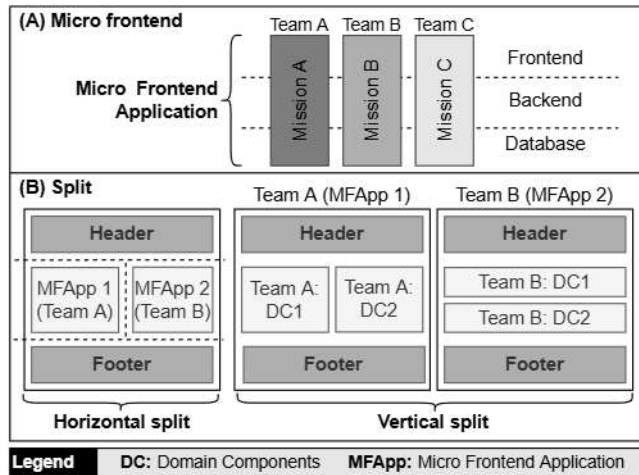 (A) Micro frontend
Team A Team B Team C
Micro Frontend
Application
Mission A
Mission B
Mission C
Frontend
Backend
Database
(B) Split
Team A (MFApp 1)
Team B (MFApp 2)
Header
MFApp 1
(Team A)
MFApp 2
(Team B)
Footer
Horizontal split
Header
Team A:
DC1
Team A:
DC2
Footer
Header
Team B: DC1
Team B: DC2
Footer
Vertical split
Legend DC: Domain Components MFApp: Micro Frontend Application